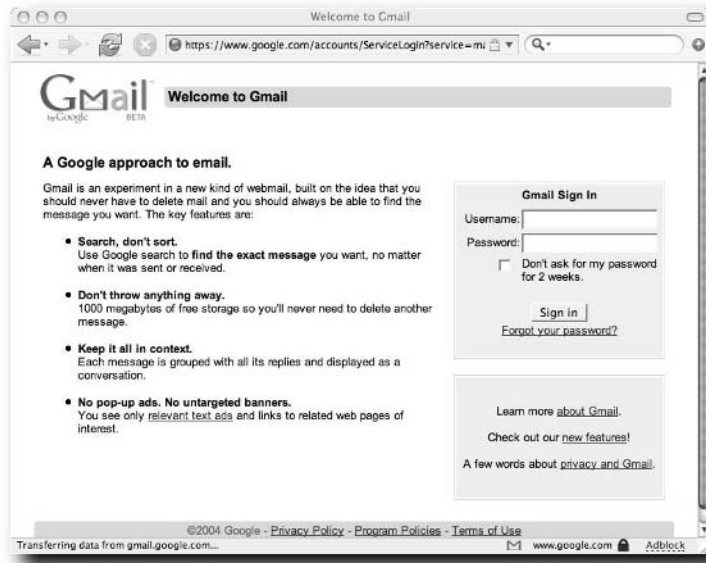 Welcome to Gmail
https://www.google.com/accounts/ServiceLogin?service=ma
Gmail
by Google BETA
Welcome to Gmail
A Google approach to email.
Gmail is an experiment in a new kind of webmail, built on the idea that you
should never have to delete mail and you should always be able to find the
message you want. The key features are:
• Search, don't sort.
Use Google search to find the exact message you want, no matter
when it was sent or received.
• Don't throw anything away.
1000 megabytes of free storage so you'll never need to delete another
message.
• Keep it all in context.
Each message is grouped with all its replies and displayed as a
conversation.
• No pop-up ads. No untargeted banners.
You see only relevant text ads and links to related web pages of
interest.
Gmail Sign In
Username:
Password:
Don't ask for my password
for 2 weeks.
Sign in
Forgot your password?
Learn more about Gmail.
Check out our new features!
A few words about privacy and Gmail.
©2004 Google - Privacy Policy - Program Policies - Terms of Use
Transferring data from gmail.google.com... www.google.com Adblock